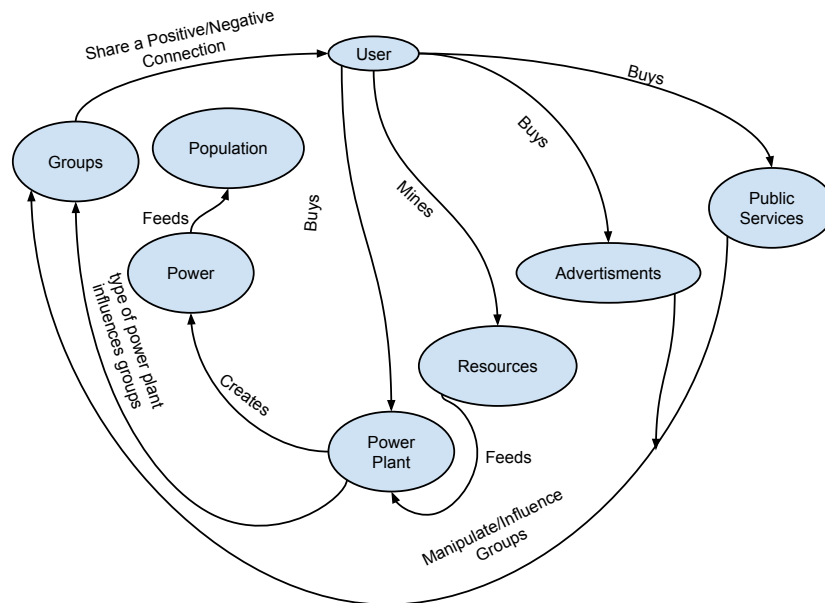 Share a Positive/Negative
Connection
User
Buys
Groups
Population
Buys
Mines
Public
Services
Feeds
Buys
Power
Advertisments
type of power plant
influences groups
Resources
Creates
Power
Plant
Feeds
Manipulate/Influence
Groups